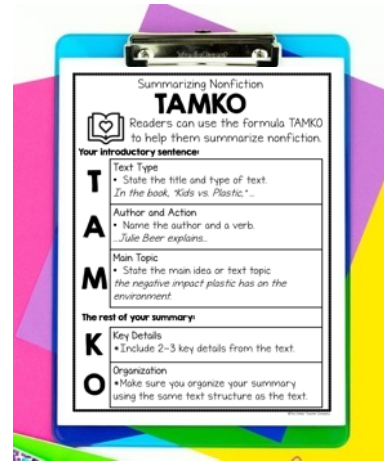 Summarizing Nonfiction
TAMKO
Readers can use the formula TAMKO
to help them summarize nonfiction.
Your introductory sentence:
T
Text Type
• State the title and type of text.
In the book, "Kids vs. Plastic," ...
A
Author and Action
• Name the author and a verb.
...Julie Beer explains...
M
Main Topic
• State the main idea or text topic
the negative impact plastic has on the
environment.
The rest of your summary:
K
Key Details
•Include 2-3 key details from the text.
O
Organization
•Make sure you organize your summary
using the same text structure as the text.